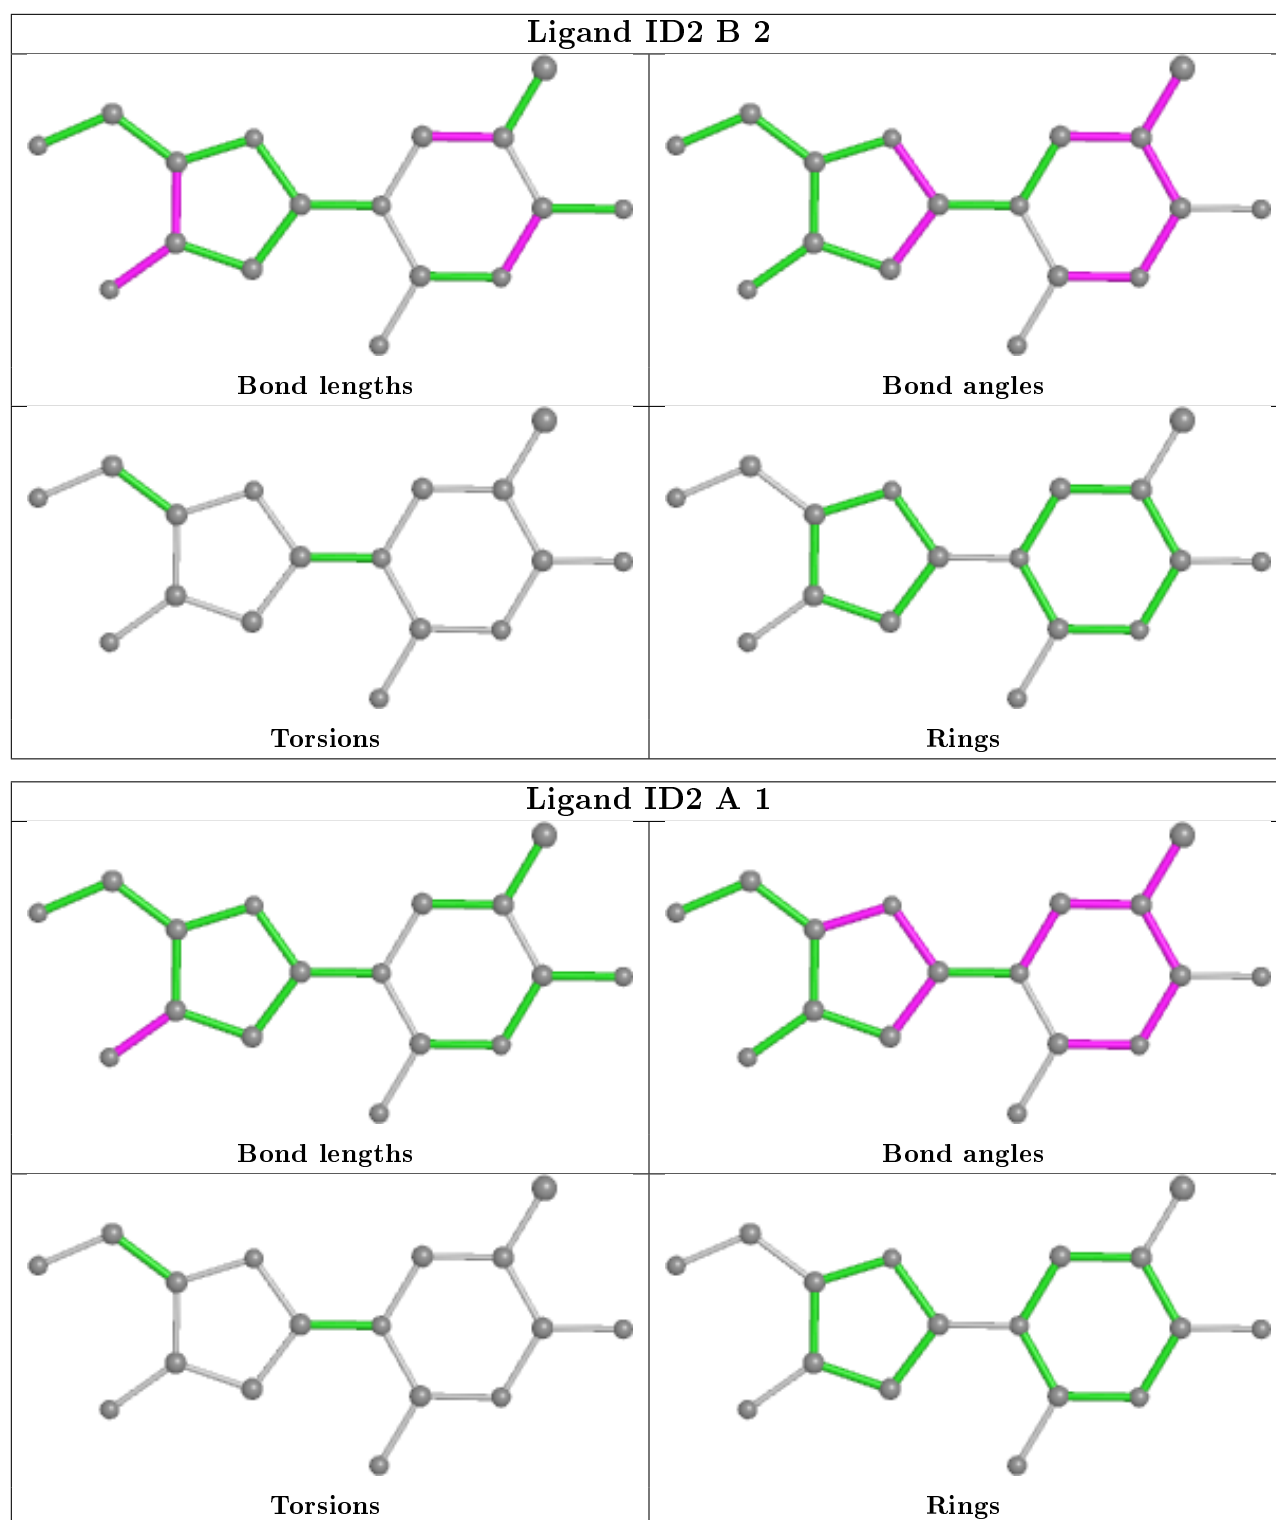 Ligand ID2 B 2
Bond lengths
Bond angles
Torsions
Rings
Ligand ID2 A 1
Bond lengths
Bond angles
Torsions
Rings